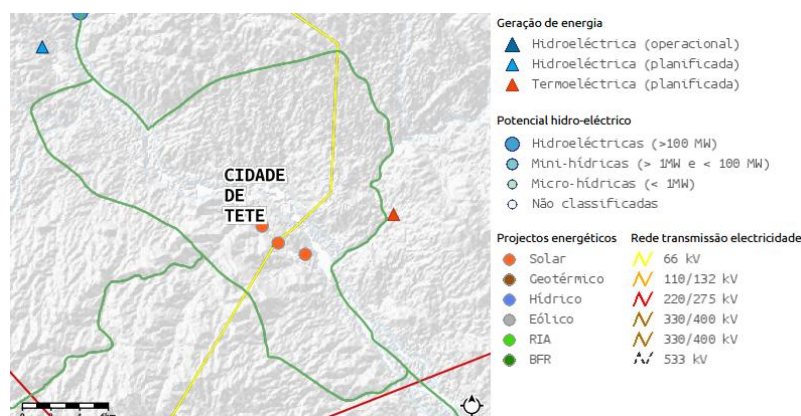 CIDADE
DE
TETE
Geração de energia
Hidroeléctrica (operacional)
Hidroeléctrica (planificada)
Termoeléctrica (planificada)
Potencial hidro-eléctrico
Hidroeléctricas (>100 MW)
Mini-hídricas (> 1MW e < 100 MW)
Micro-hídricas (< 1MW)
Não classificadas
Projectos energéticos
Solar
Geotérmico
Hídrico
Eólico
RIA
BFR
Rede transmissão electricidade
66 kV
110/132 kV
220/275 kV
330/400 kV
330/400 kV
533 kV